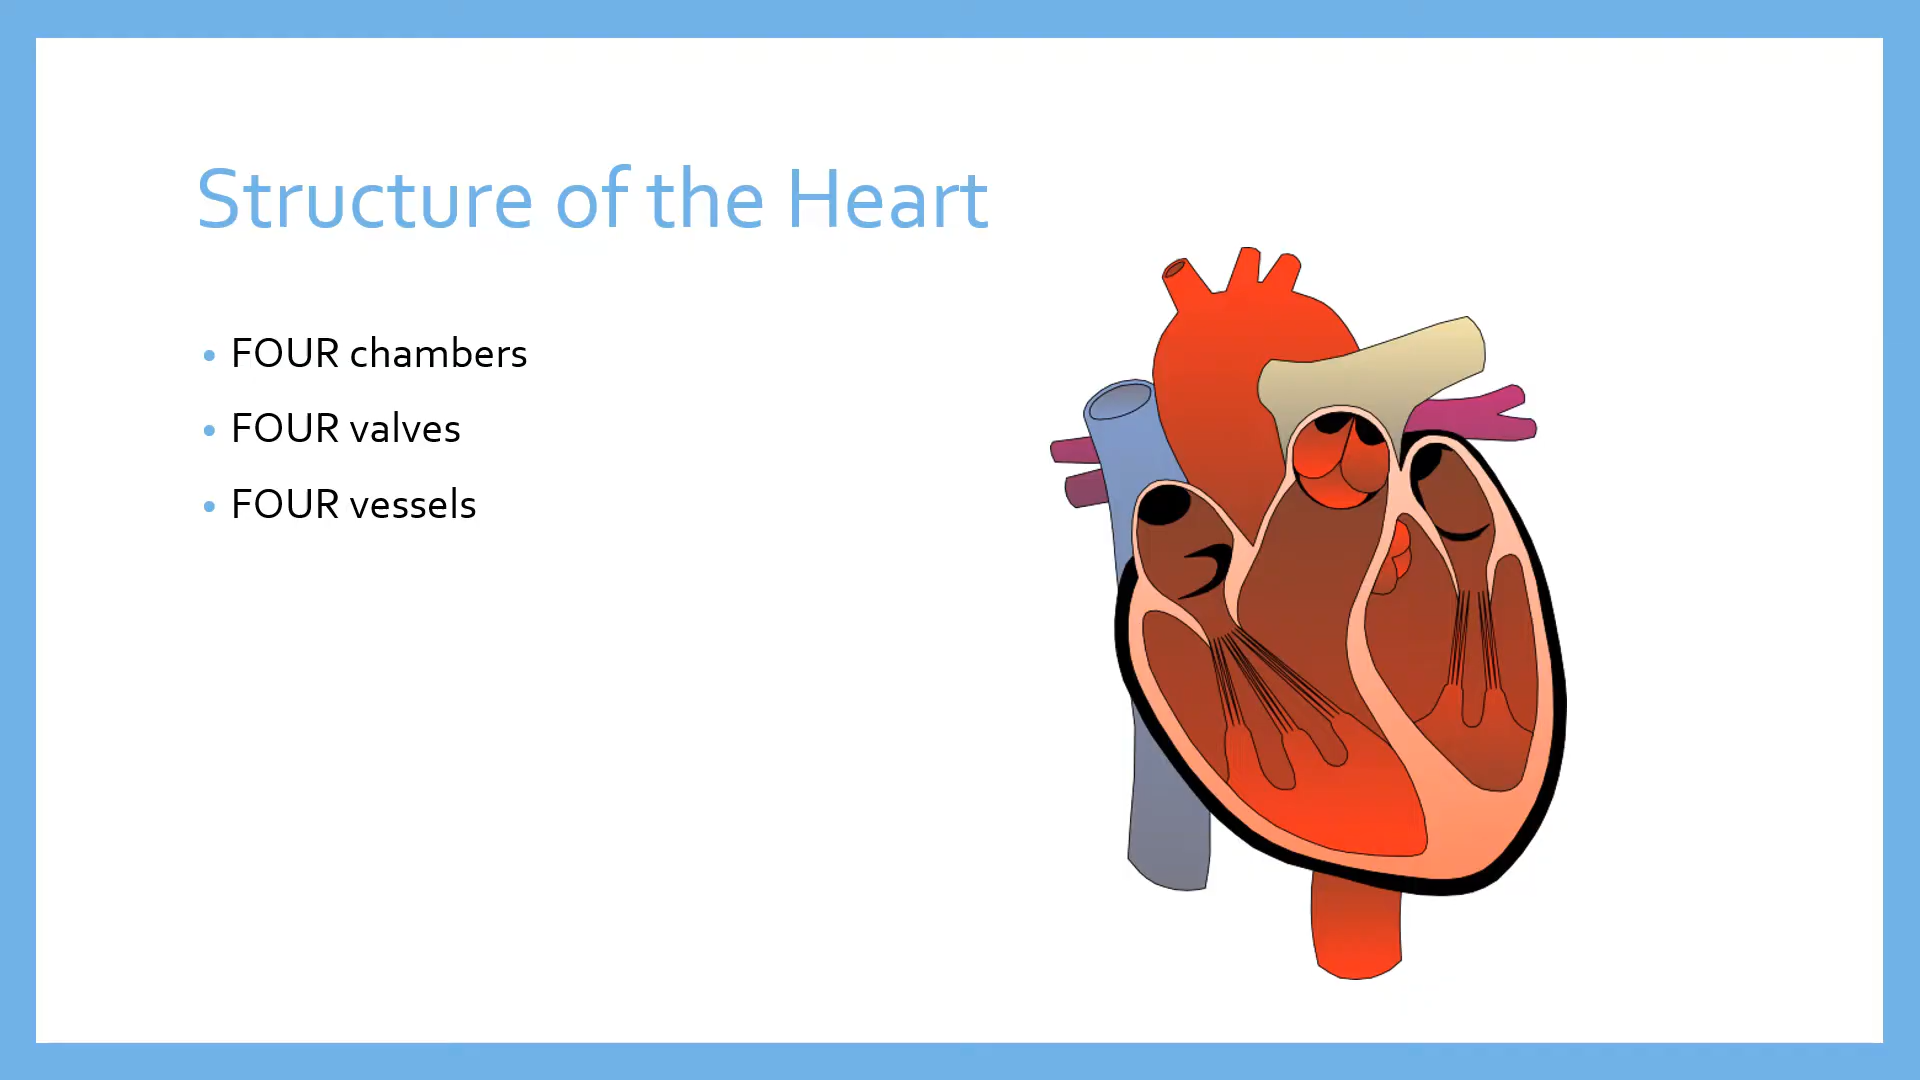 Structure of the Heart
• FOUR chambers
• FOUR valves
• FOUR vessels